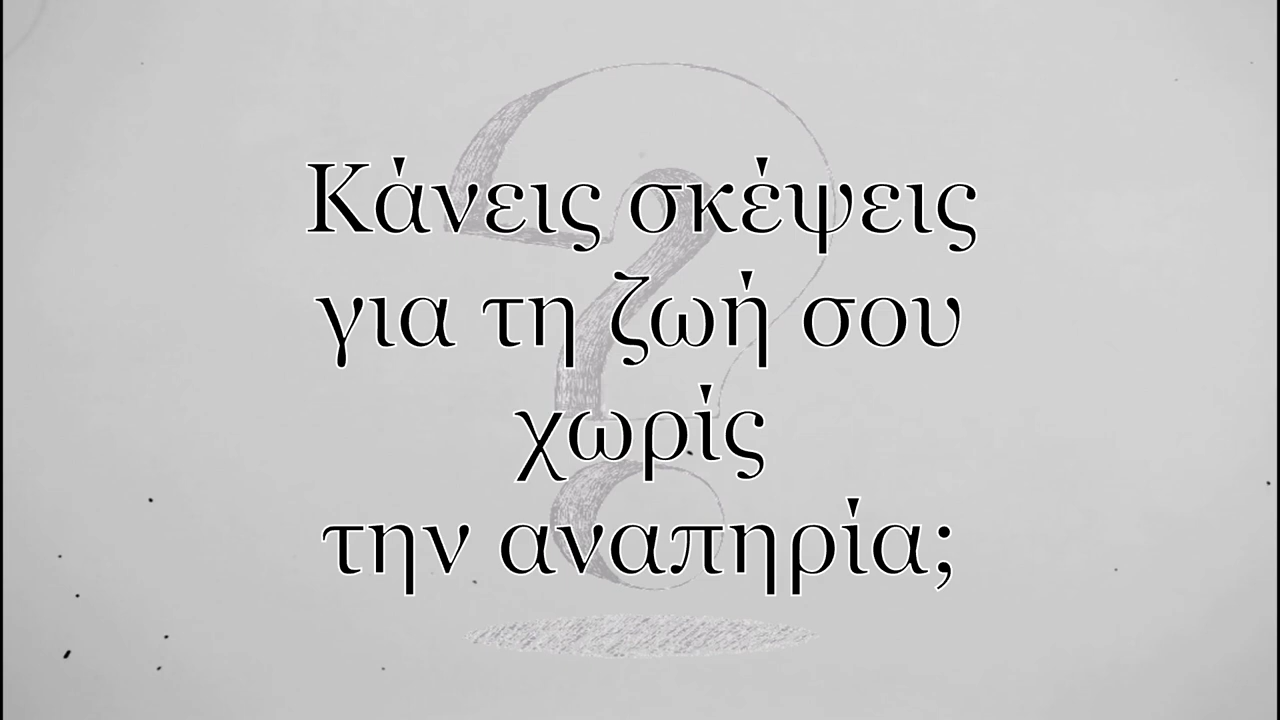 Κάνεις σκέψεις
για τη ζωή σου
χωρίς
την αναπηρία;